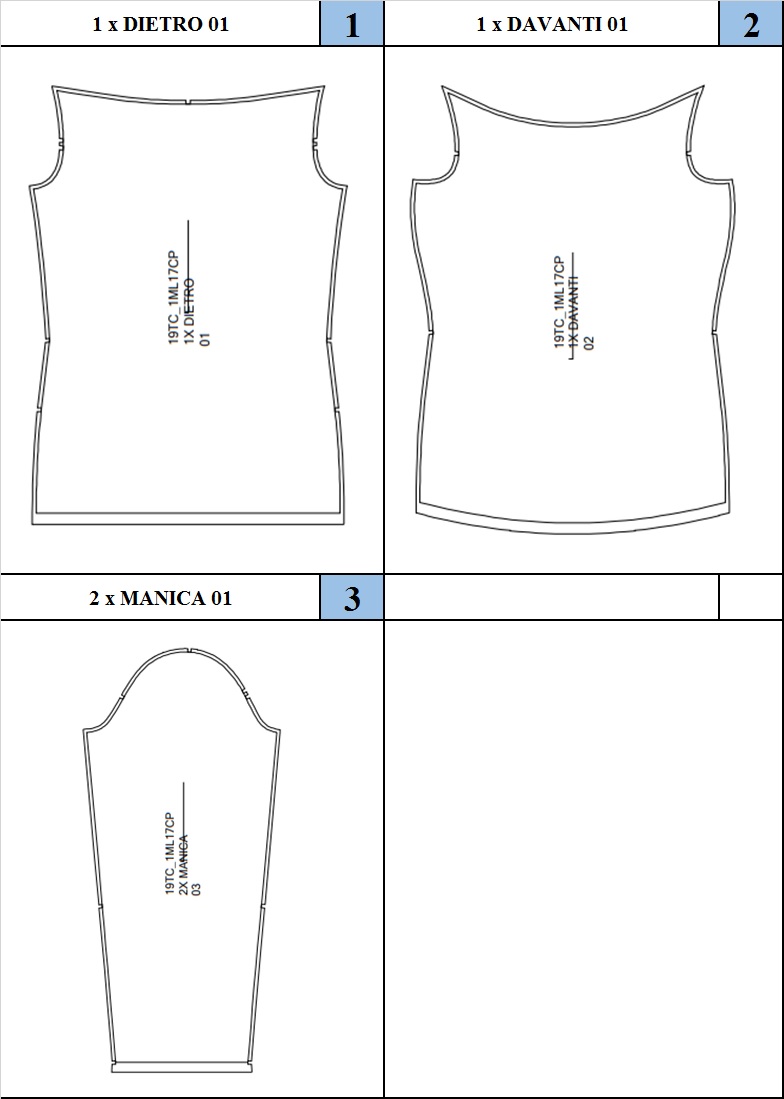 1 x DIETRO 01
1
1 x DAVANTI 01
2
19TC_1ML17CP
1X DIETRO
01
19TC_1ML17CP
1X DAVANTI
02
2 x MANICA 01
3
19TC_1ML17CP
2X MANICA
03